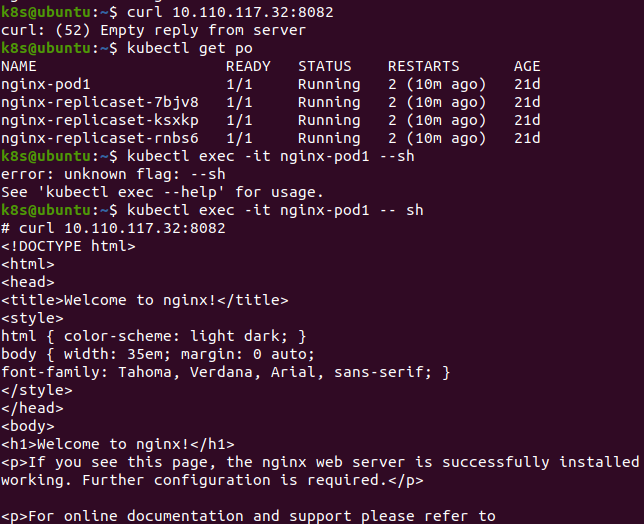 k8s@ubuntu:~$ curl 10.110.117.32:8082
curl: (52) Empty reply from server
k8s@ubuntu:~$ kubectl get po
NAME READY STATUS RESTARTS AGE
nginx-pod1 1/1 Running 2 (10m ago) 21d
nginx-replicaset-7bjv8 1/1 Running 2 (10m ago) 21d
nginx-replicaset-ksxkp 1/1 Running 2 (10m ago) 21d
nginx-replicaset-rnbs6 1/1 Running 2 (10m ago) 21d
k8s@ubuntu:~$ kubectl exec -it nginx-pod1 --sh
error: unknown flag: --sh
See 'kubectl exec --help' for usage.
k8s@ubuntu:~$ kubectl exec -it nginx-pod1 -- sh
# curl 10.110.117.32:8082
<!DOCTYPE html>
<html>
<head>
<title>Welcome to nginx!</title>
<style>
html { color-scheme: light dark; }
body { width: 35em; margin: 0 auto;
font-family: Tahoma, Verdana, Arial, sans-serif; }
</style>
</head>
<body>
<h1>Welcome to nginx!</h1>
<p>If you see this page, the nginx web server is successfully installed
working. Further configuration is required.</p>
<p>For online documentation and support please refer to